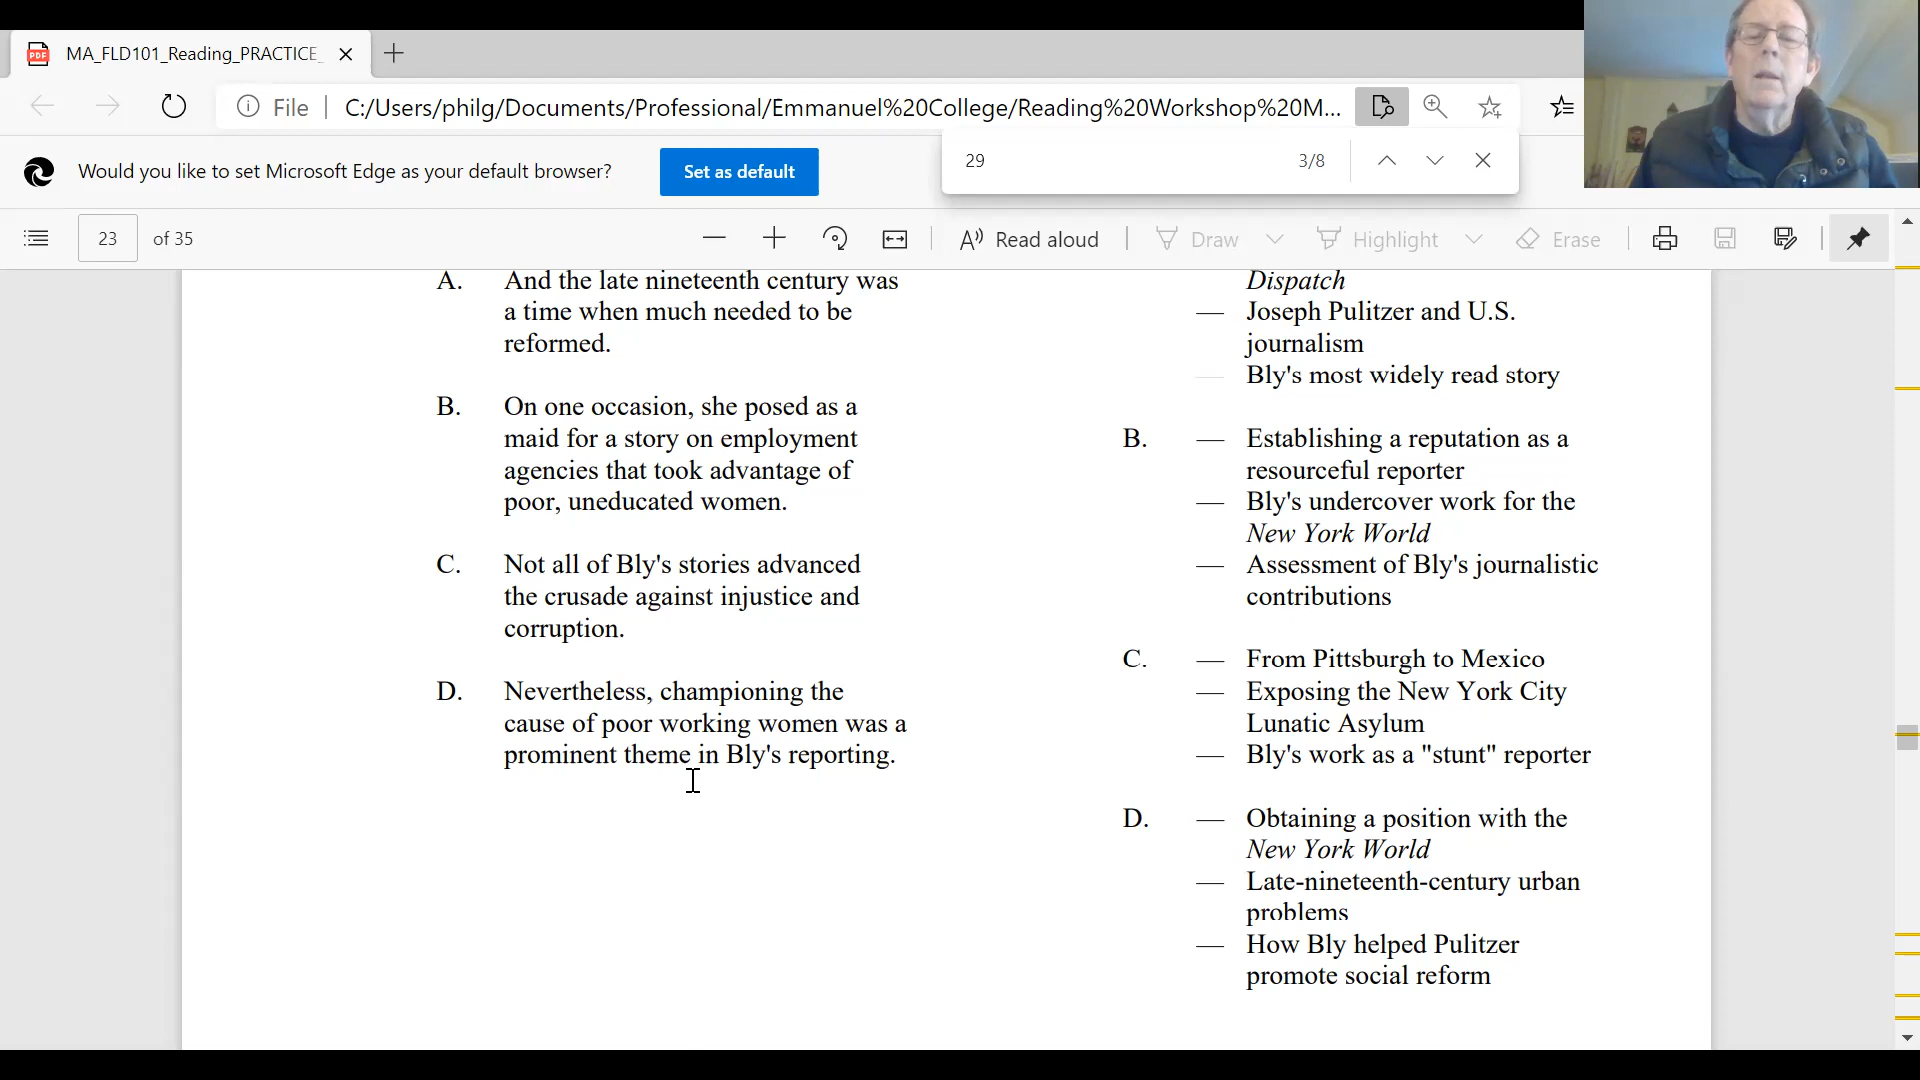 MA_FLD101_Reading_PRACTICE_
File
C:/Users/philg/Documents/Professional/Emmanuel%20College/Reading%20Workshop%20M...
29
3/8
Would you like to set Microsoft Edge as your default browser?
Set as default
23
of 35
Read aloud
Draw
Highlight
Erase
A. And the late nineteenth century was
a time when much needed to be
reformed.
B. On one occasion, she posed as a
maid for a story on employment
agencies that took advantage of
poor, uneducated women.
C. Not all of Bly's stories advanced
the crusade against injustice and
corruption.
D. Nevertheless, championing the
cause of poor working women was a
prominent theme in Bly's reporting.
Dispatch
— Joseph Pulitzer and U.S.
journalism
— Bly's most widely read story
B. — Establishing a reputation as a
resourceful reporter
— Bly's undercover work for the
New York World
— Assessment of Bly's journalistic
contributions
C. — From Pittsburgh to Mexico
— Exposing the New York City
Lunatic Asylum
— Bly's work as a "stunt" reporter
D. — Obtaining a position with the
New York World
— Late-nineteenth-century urban
problems
— How Bly helped Pulitzer
promote social reform